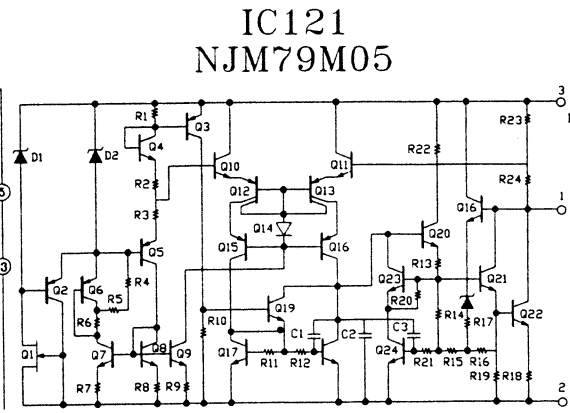 IC121
NJM79M05
3
1
R1
Q3
R23
D1
D2
Q4
Q10
Q11
R22
R2
R24
Q12
Q13
Q16
1
R3
Q14
Q15
Q16
Q20
Q5
R13
Q2
Q6
R4
Q23
Q21
R5
Q19
R20
R6
R10
C1
C2
C3
R14
R17
Q22
Q1
Q7
Q8
Q9
Q17
Q24
R11
R12
R21
R15
R16
R7
R8
R9
R19
R18
2
5
3